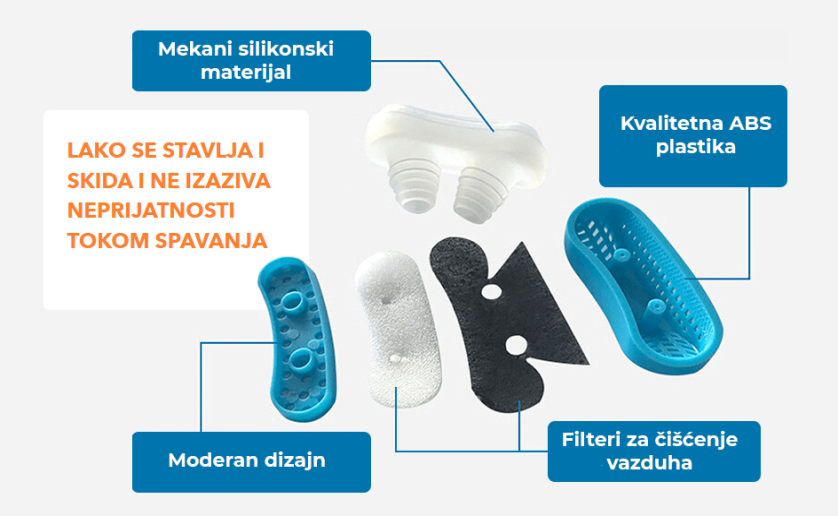 Mekani silikonski
materijal
Kvalitetna ABS
plastika
LAKO SE STAVLJA I
SKIDA I NE IZAZIVA
NEPRIJATNOSTI
TOKOM SPAVANJA
Moderan dizajn
Filteri za čišćenje
vazduha